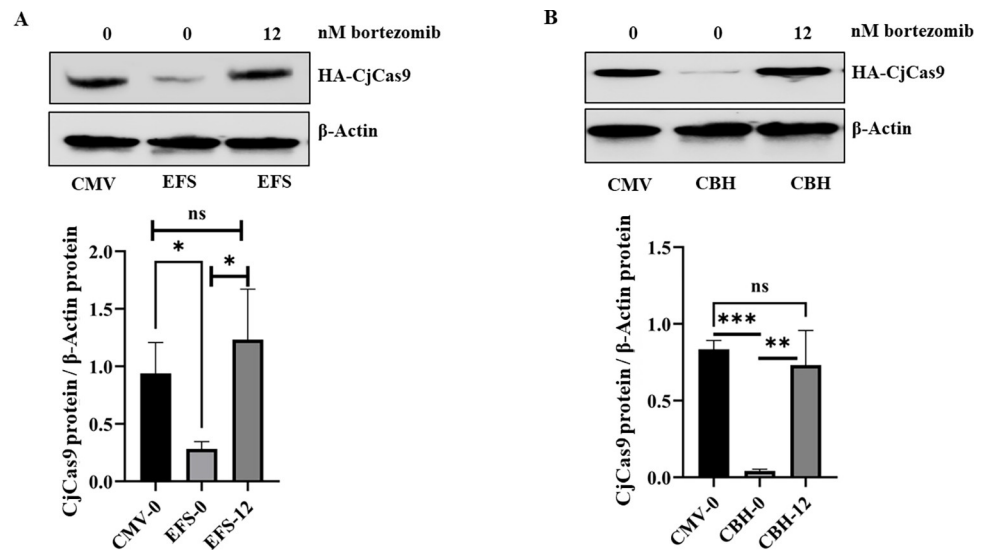 A
0 0 12 nM bortezomib
HA-CjCas9
β-Actin
CMV EFS EFS
ns
* *
CjCas9 protein / β-Actin protein
2.0
1.5
1.0
0.5
0.0
CMV-0 EFS-0 EFS-12
B
0 0 12 nM bortezomib
HA-CjCas9
β-Actin
CMV CBH CBH
ns
*** **
CjCas9 protein / β-Actin protein
1.5
1.0
0.5
0.0
CMV-0 CBH-0 CBH-12